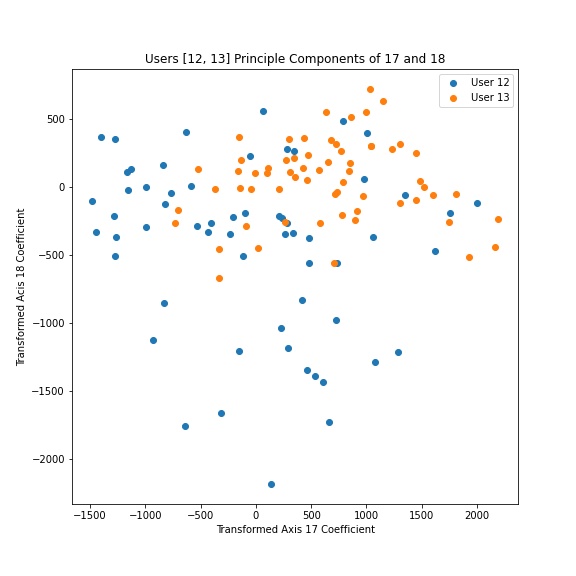 Users [12, 13] Principle Components of 17 and 18
User 12
User 13
Transformed Acis 18 Coefficient
500
0
−500
−1000
−1500
−2000
−1500 −1000 −500 0 500 1000 1500 2000
Transformed Axis 17 Coefficient